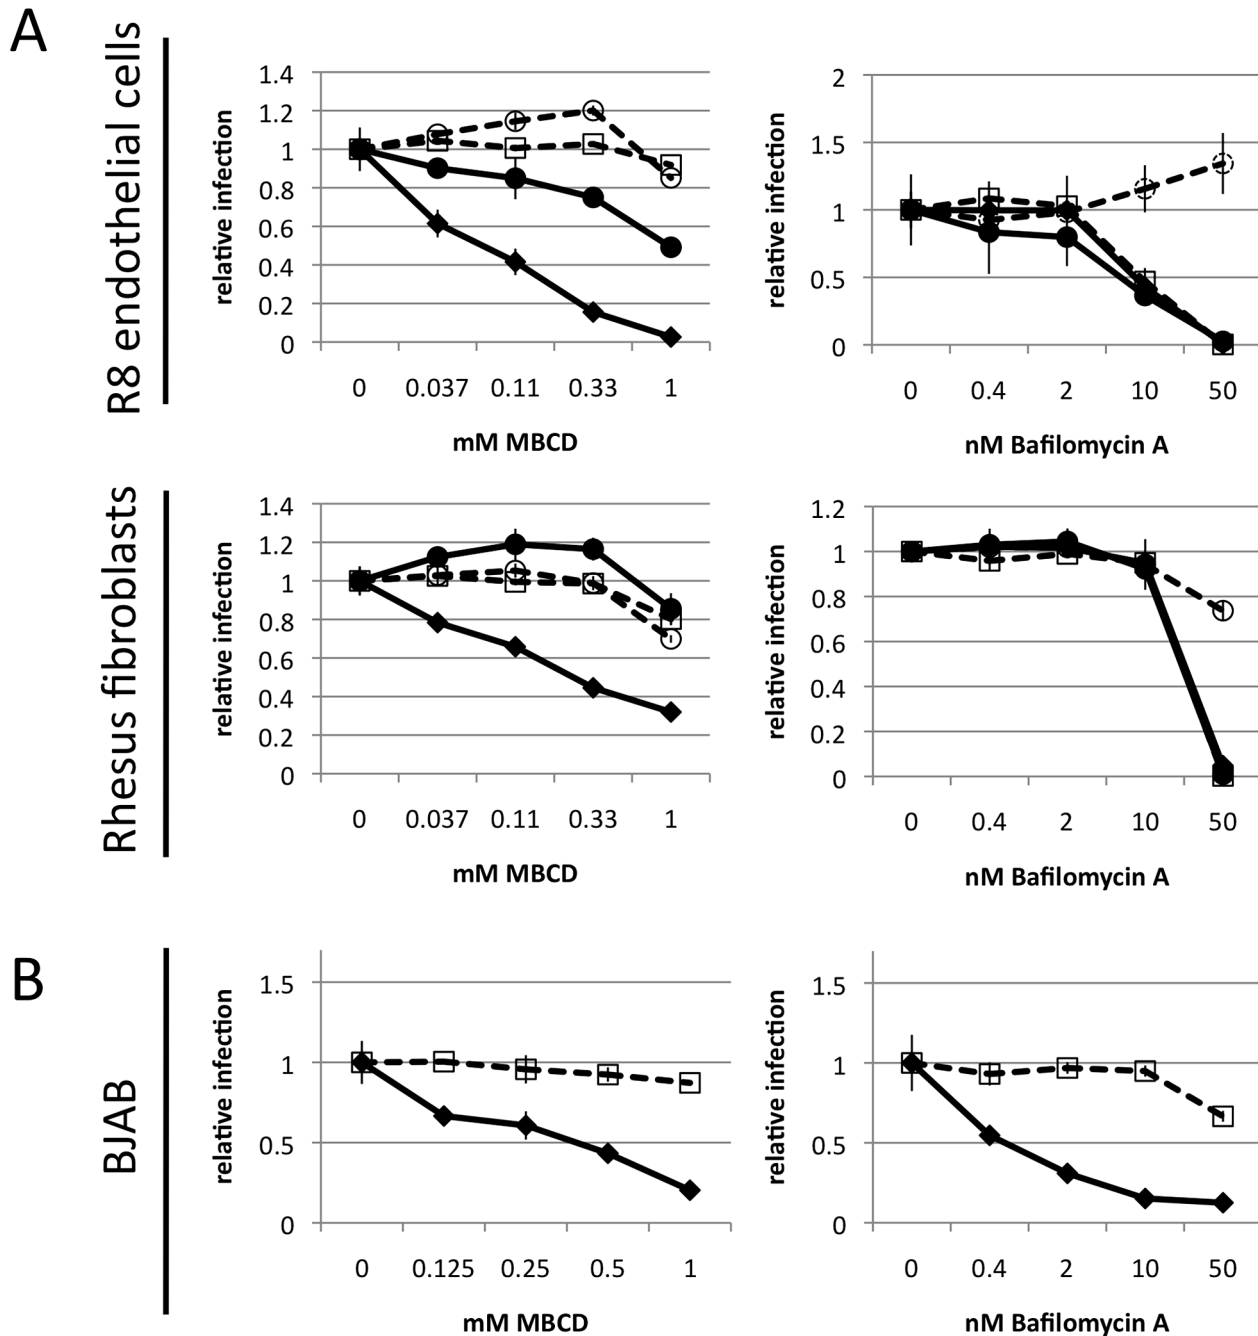 A
R8 endothelial cells
relative infection
1.4
1.2
1
0.8
0.6
0.4
0.2
0
0 0.037 0.11 0.33 1
mM MBCD
relative infection
2
1.5
1
0.5
0
0 0.4 2 10 50
nM Bafilomycin A
Rhesus fibroblasts
relative infection
1.4
1.2
1
0.8
0.6
0.4
0.2
0
0 0.037 0.11 0.33 1
mM MBCD
relative infection
1.2
1
0.8
0.6
0.4
0.2
0
0 0.4 2 10 50
nM Bafilomycin A
B
BJAB
relative infection
1.5
1
0.5
0
0 0.125 0.25 0.5 1
mM MBCD
relative infection
1.5
1
0.5
0
0 0.4 2 10 50
nM Bafilomycin A